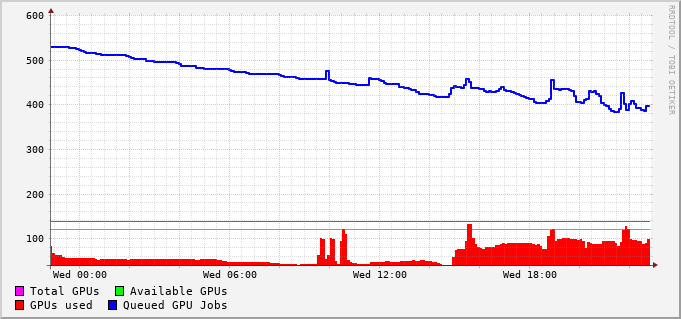 600
500
400
300
200
100
Wed 00:00 Wed 06:00 Wed 12:00 Wed 18:00
Total GPUs Available GPUs
GPUs used Queued GPU Jobs
RRDTOOL / TOBI OETIKER